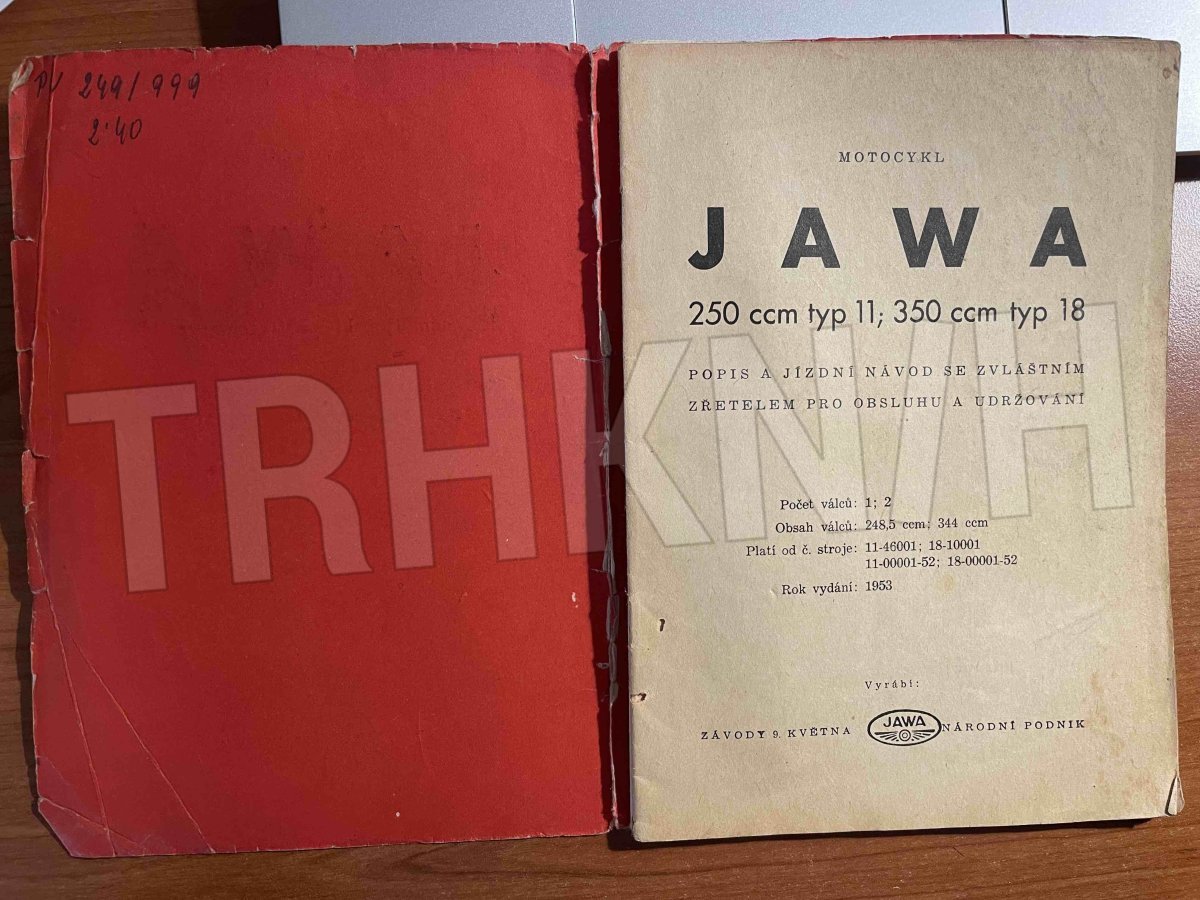 249/999
2·40
MOTOCYKL
JAWA
250 ccm typ 11; 350 ccm typ 18
POPIS A JÍZDNÍ NÁVOD SE ZVLÁŠTNÍM
ZŘETELEM PRO OBSLUHU A UDRŽOVÁNÍ
TRHKNIH
Počet válců: 1; 2
Obsah válců: 248,5 ccm; 344 ccm
Platí od č. stroje: 11-46001; 18-10001
11-00001-52; 18-00001-52
Rok vydání: 1953
Vyrábí:
ZÁVODY 9. KVĚTNA JAWA NÁRODNÍ PODNIK